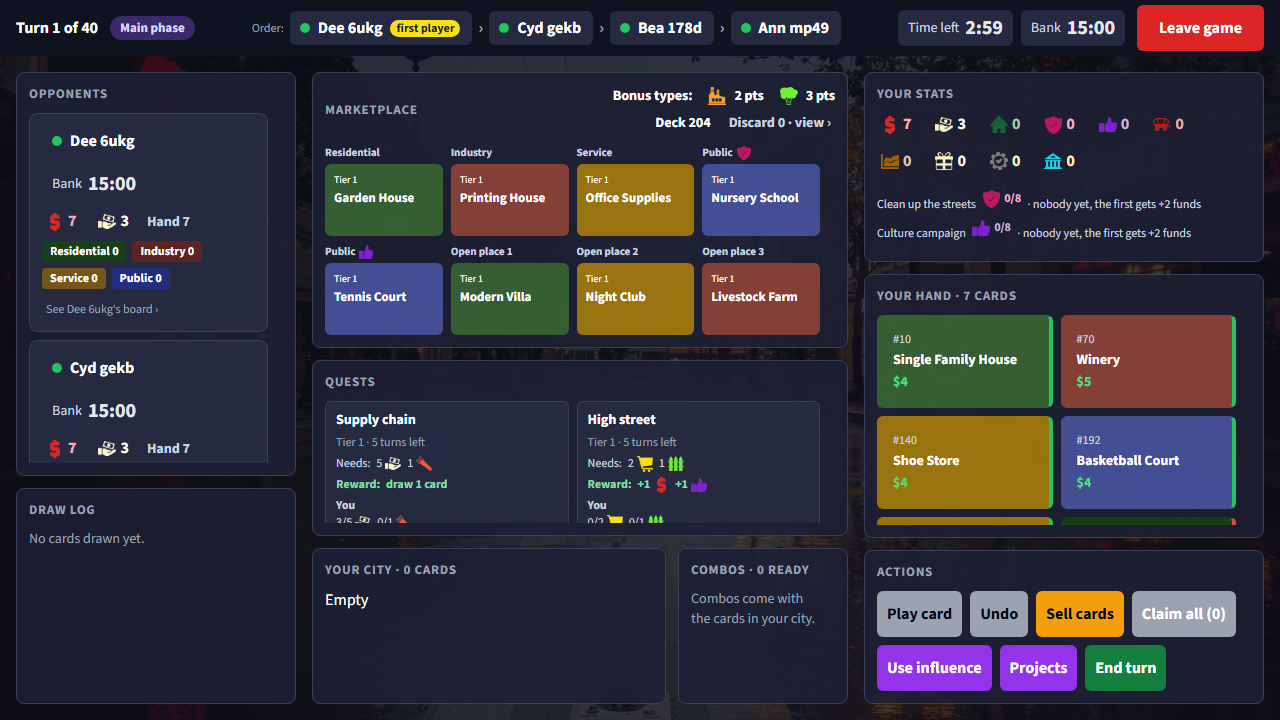 Turn 1 of 40
Main phase
Order:
Dee 6ukg
first player
›
Cyd gekb
›
Bea 178d
›
Ann mp49
Time left 2:59
Bank 15:00
Leave game
OPPONENTS
Dee 6ukg
Bank 15:00
7
3
Hand 7
Residential 0
Industry 0
Service 0
Public 0
See Dee 6ukg's board ›
Cyd gekb
Bank 15:00
7
3
Hand 7
DRAW LOG
No cards drawn yet.
MARKETPLACE
Bonus types: 2 pts 3 pts
Deck 204 Discard 0 · view ›
Residential
Tier 1
Garden House
Industry
Tier 1
Printing House
Service
Tier 1
Office Supplies
Public
Tier 1
Nursery School
Public
Tier 1
Tennis Court
Open place 1
Tier 1
Modern Villa
Open place 2
Tier 1
Night Club
Open place 3
Tier 1
Livestock Farm
QUESTS
Supply chain
Tier 1 · 5 turns left
Needs: 5 1
Reward: draw 1 card
You
3/5 0/1
High street
Tier 1 · 5 turns left
Needs: 2 1
Reward: +1 +1
You
0/2 0/1
YOUR CITY · 0 CARDS
Empty
COMBOS · 0 READY
Combos come with
the cards in your city.
YOUR STATS
7 3 0 0 0 0
0 0 0 0
Clean up the streets 0/8 · nobody yet, the first gets +2 funds
Culture campaign 0/8 · nobody yet, the first gets +2 funds
YOUR HAND · 7 CARDS
#10
Single Family House
$4
#70
Winery
$5
#140
Shoe Store
$4
#192
Basketball Court
$4
ACTIONS
Play card
Undo
Sell cards
Claim all (0)
Use influence
Projects
End turn